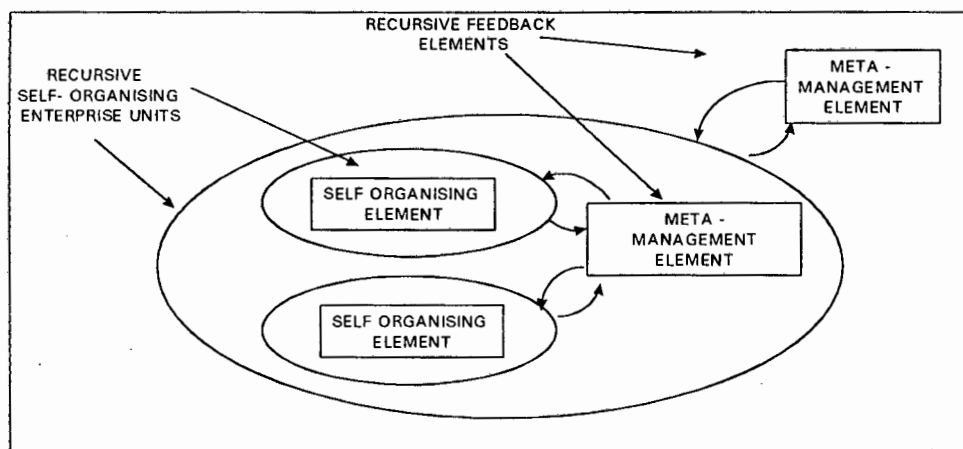 RECURSIVE FEEDBACK
ELEMENTS
RECURSIVE
SELF- ORGANISING
ENTERPRISE UNITS
META -
MANAGEMENT
ELEMENT
SELF ORGANISING
ELEMENT
META -
MANAGEMENT
ELEMENT
SELF ORGANISING
ELEMENT